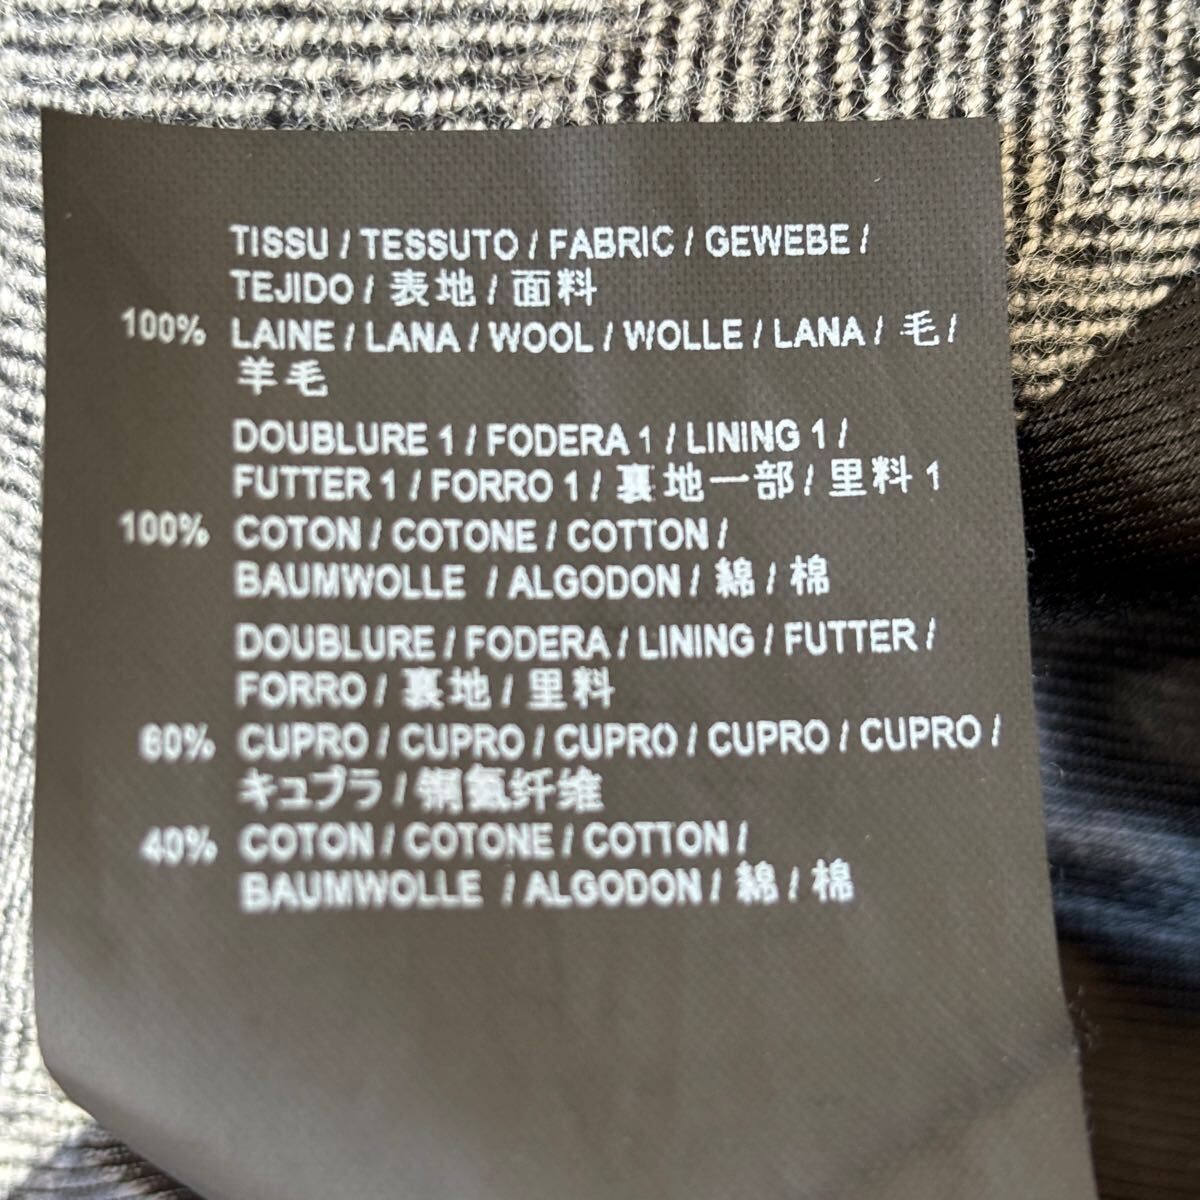 TISSU / TESSUTO / FABRIC / GEWEBE /
TEJIDO / 表地 / 面料
100% LAINE / LANA / WOOL / WOLLE / LANA / 毛 /
羊毛
DOUBLURE 1 / FODERA 1 / LINING 1 /
FUTTER 1 / FORRO 1 / 裏地一部 / 里料 1
100% COTON / COTONE / COTTON /
BAUMWOLLE / ALGODON / 綿 / 棉
DOUBLURE / FODERA / LINING / FUTTER /
FORRO / 裏地 / 里料
60% CUPRO / CUPRO / CUPRO / CUPRO / CUPRO /
キュプラ / 铜氨纤维
40% COTON / COTONE / COTTON /
BAUMWOLLE / ALGODON / 綿 / 棉